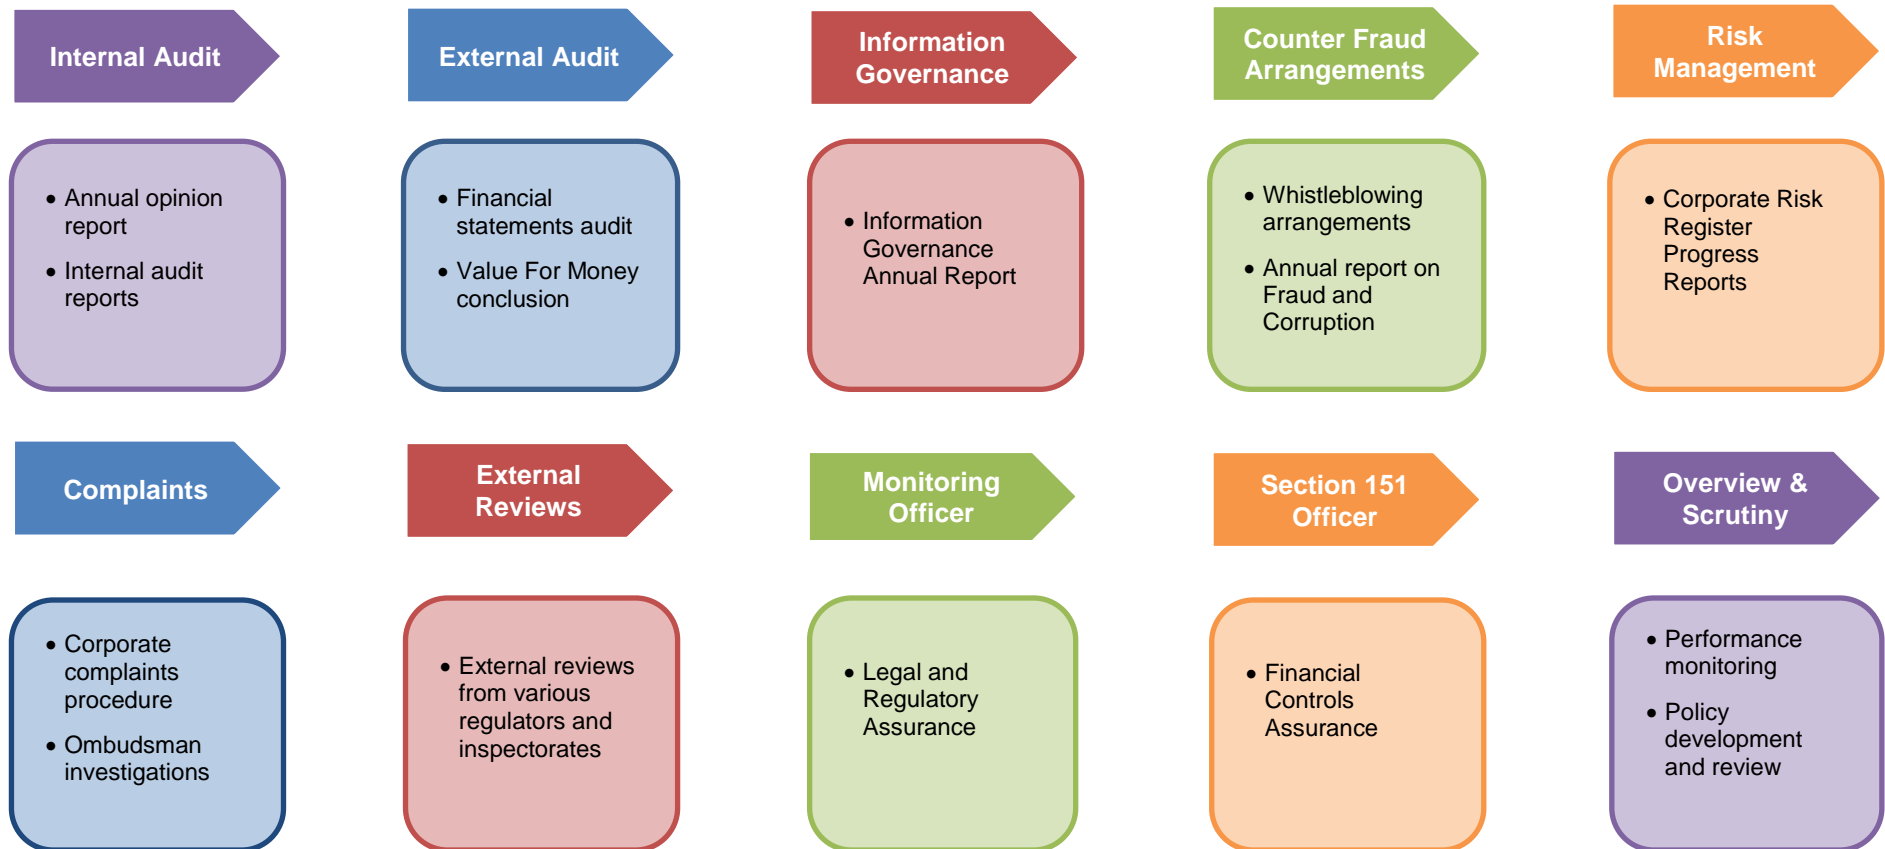 Internal Audit
External Audit
Information
Governance
Counter Fraud
Arrangements
Risk
Management
• Annual opinion
report
• Internal audit
reports
• Financial
statements audit
• Value For Money
conclusion
• Information
Governance
Annual Report
• Whistleblowing
arrangements
• Annual report on
Fraud and
Corruption
• Corporate Risk
Register
Progress
Reports
Complaints
External
Reviews
Monitoring
Officer
Section 151
Officer
Overview &
Scrutiny
• Corporate
complaints
procedure
• Ombudsman
investigations
• External reviews
from various
regulators and
inspectorates
• Legal and
Regulatory
Assurance
• Financial
Controls
Assurance
• Performance
monitoring
• Policy
development
and review